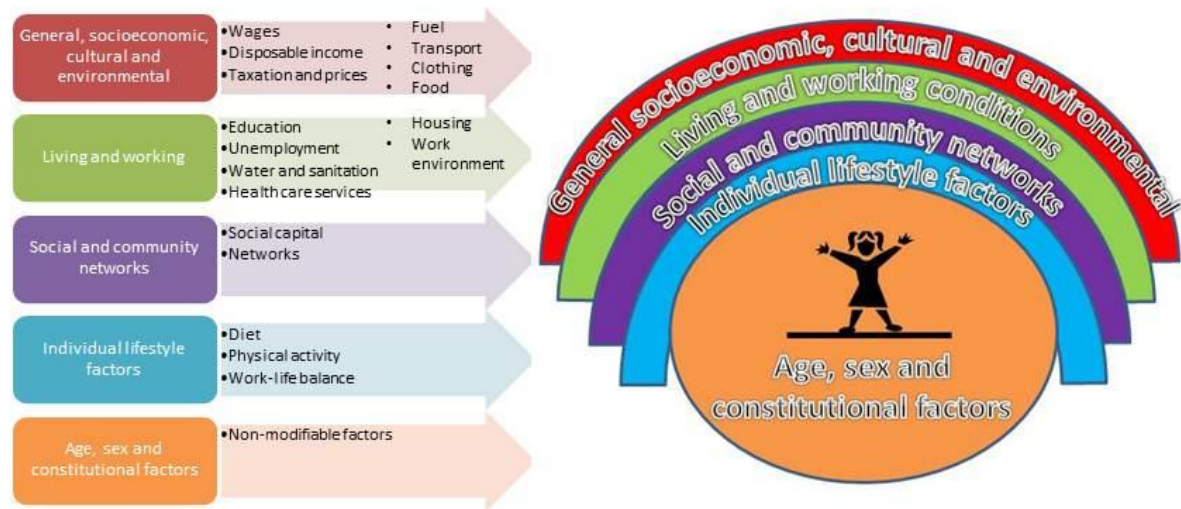 General, socioeconomic,
cultural and
environmental
•Wages
•Disposable income
•Taxation and prices
• Fuel
• Transport
• Clothing
• Food
Living and working
•Education
•Unemployment
•Water and sanitation
•Health care services
• Housing
• Work
environment
Social and community
networks
•Social capital
•Networks
Individual lifestyle
factors
•Diet
•Physical activity
•Work-life balance
Age, sex and
constitutional factors
•Non-modifiable factors
General socioeconomic, cultural and environmental
Living and working conditions
Social and community networks
Individual lifestyle factors
Age, sex and
constitutional factors